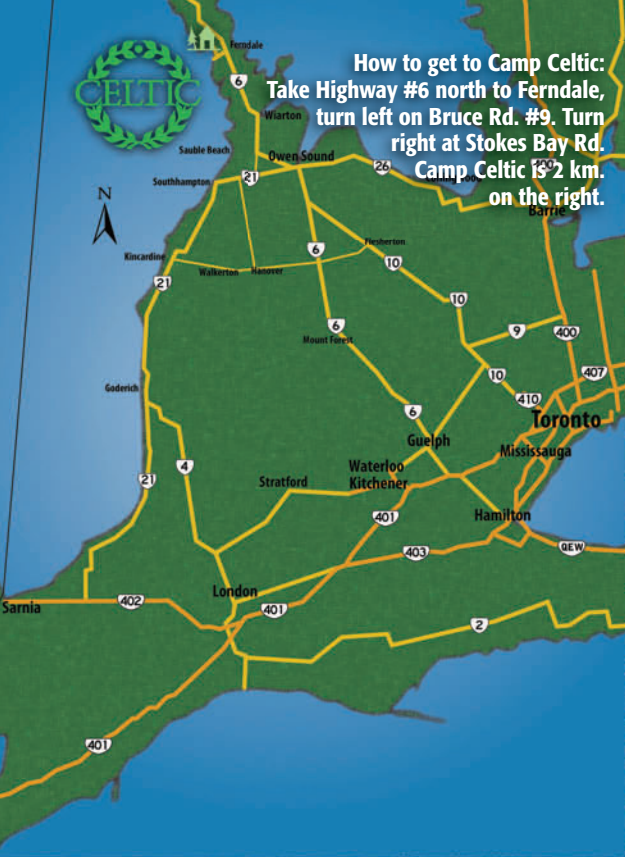 Ferndale
CELTIC
How to get to Camp Celtic:
Take Highway #6 north to Ferndale,
turn left on Bruce Rd. #9. Turn
right at Stokes Bay Rd.
Camp Celtic is 2 km.
on the right.
6
Wiarton
Sauble Beach
Owen Sound
26
400
21
Southhampton
Barrie
N
Flesherton
6
10
Kincardine
Walkerton
Hanover
21
10
6
9
400
Mount Forest
10
407
Goderich
410
6
Toronto
Guelph
Mississauga
Waterloo
Kitchener
4
21
Stratford
401
Hamilton
403
QEW
London
402
401
Sarnia
2
401